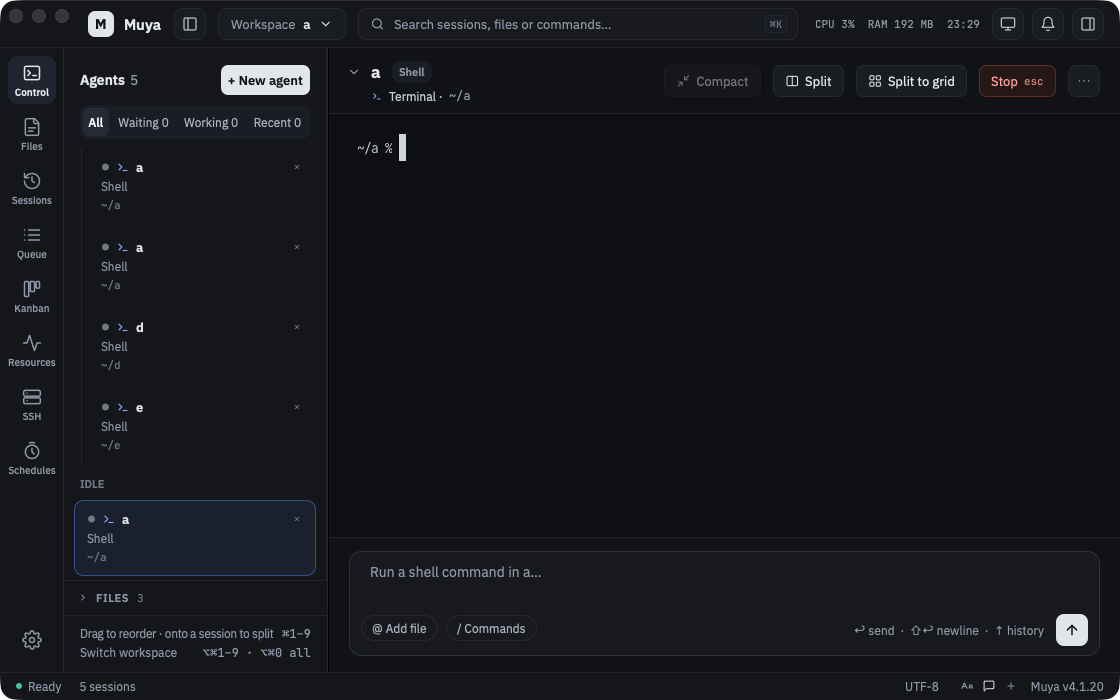 M Muya Workspace a Search sessions, files or commands... ⌘K CPU 3% RAM 192 MB 23:29
Control
Files
Sessions
Queue
Kanban
Resources
SSH
Schedules
Agents 5 + New agent
All Waiting 0 Working 0 Recent 0
a ×
Shell
~/a
a ×
Shell
~/a
d ×
Shell
~/d
e ×
Shell
~/e
IDLE
a ×
Shell
~/a
FILES 3
Drag to reorder · onto a session to split ⌘1–9
Switch workspace ⌥⌘1–9 · ⌥⌘0 all
a Shell
Terminal · ~/a
Compact Split Split to grid Stop esc ...
~/a %
Run a shell command in a...
@ Add file / Commands ↩ send · ⇧↩ newline · ↑ history
Ready 5 sessions UTF-8 Aa + Muya v4.1.20